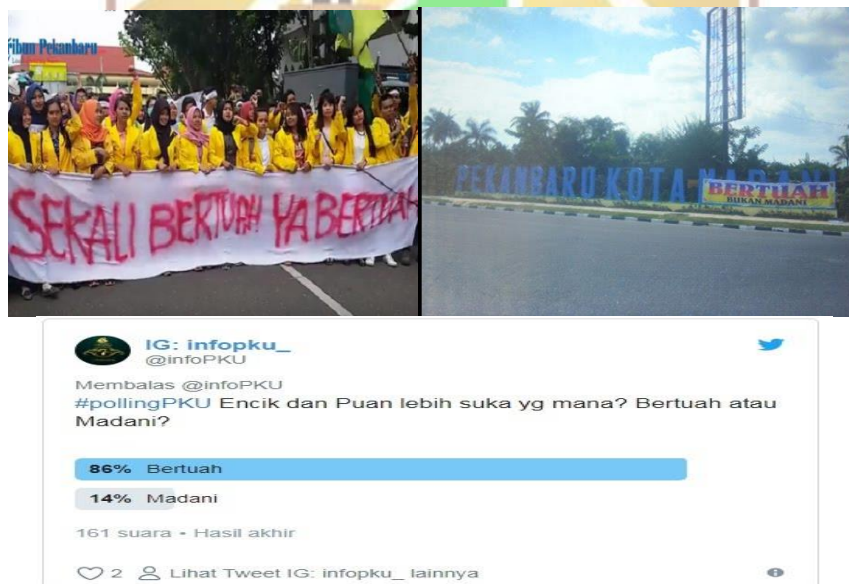 Tribun Pekanbaru
SEKALI BERTUAH YA BERTUAH
PEKANBARU KOTA MADANI
BERTUAH
BUKAN MADANI
IG: infopku_
@infoPKU
Membalas @infoPKU
#pollingPKU Encik dan Puan lebih suka yg mana? Bertuah atau
Madani?
86% Bertuah
14% Madani
161 suara • Hasil akhir
2 Lihat Tweet IG: infopku_ lainnya